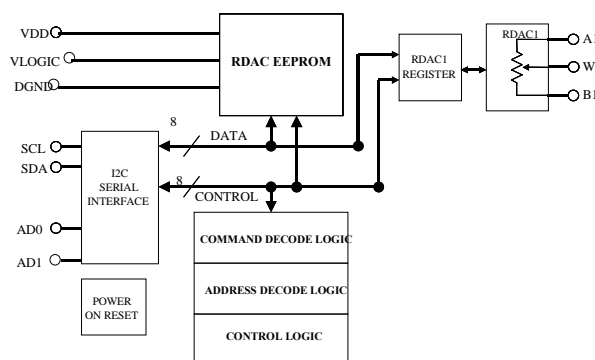 VDD
VLOGIC
DGND
RDAC EEPROM
RDAC1
REGISTER
RDAC1
A1
W
B1
8
DATA
SCL
SDA
I2C
SERIAL
INTERFACE
8
CONTROL
AD0
AD1
COMMAND DECODE LOGIC
ADDRESS DECODE LOGIC
CONTROL LOGIC
POWER
ON RESET